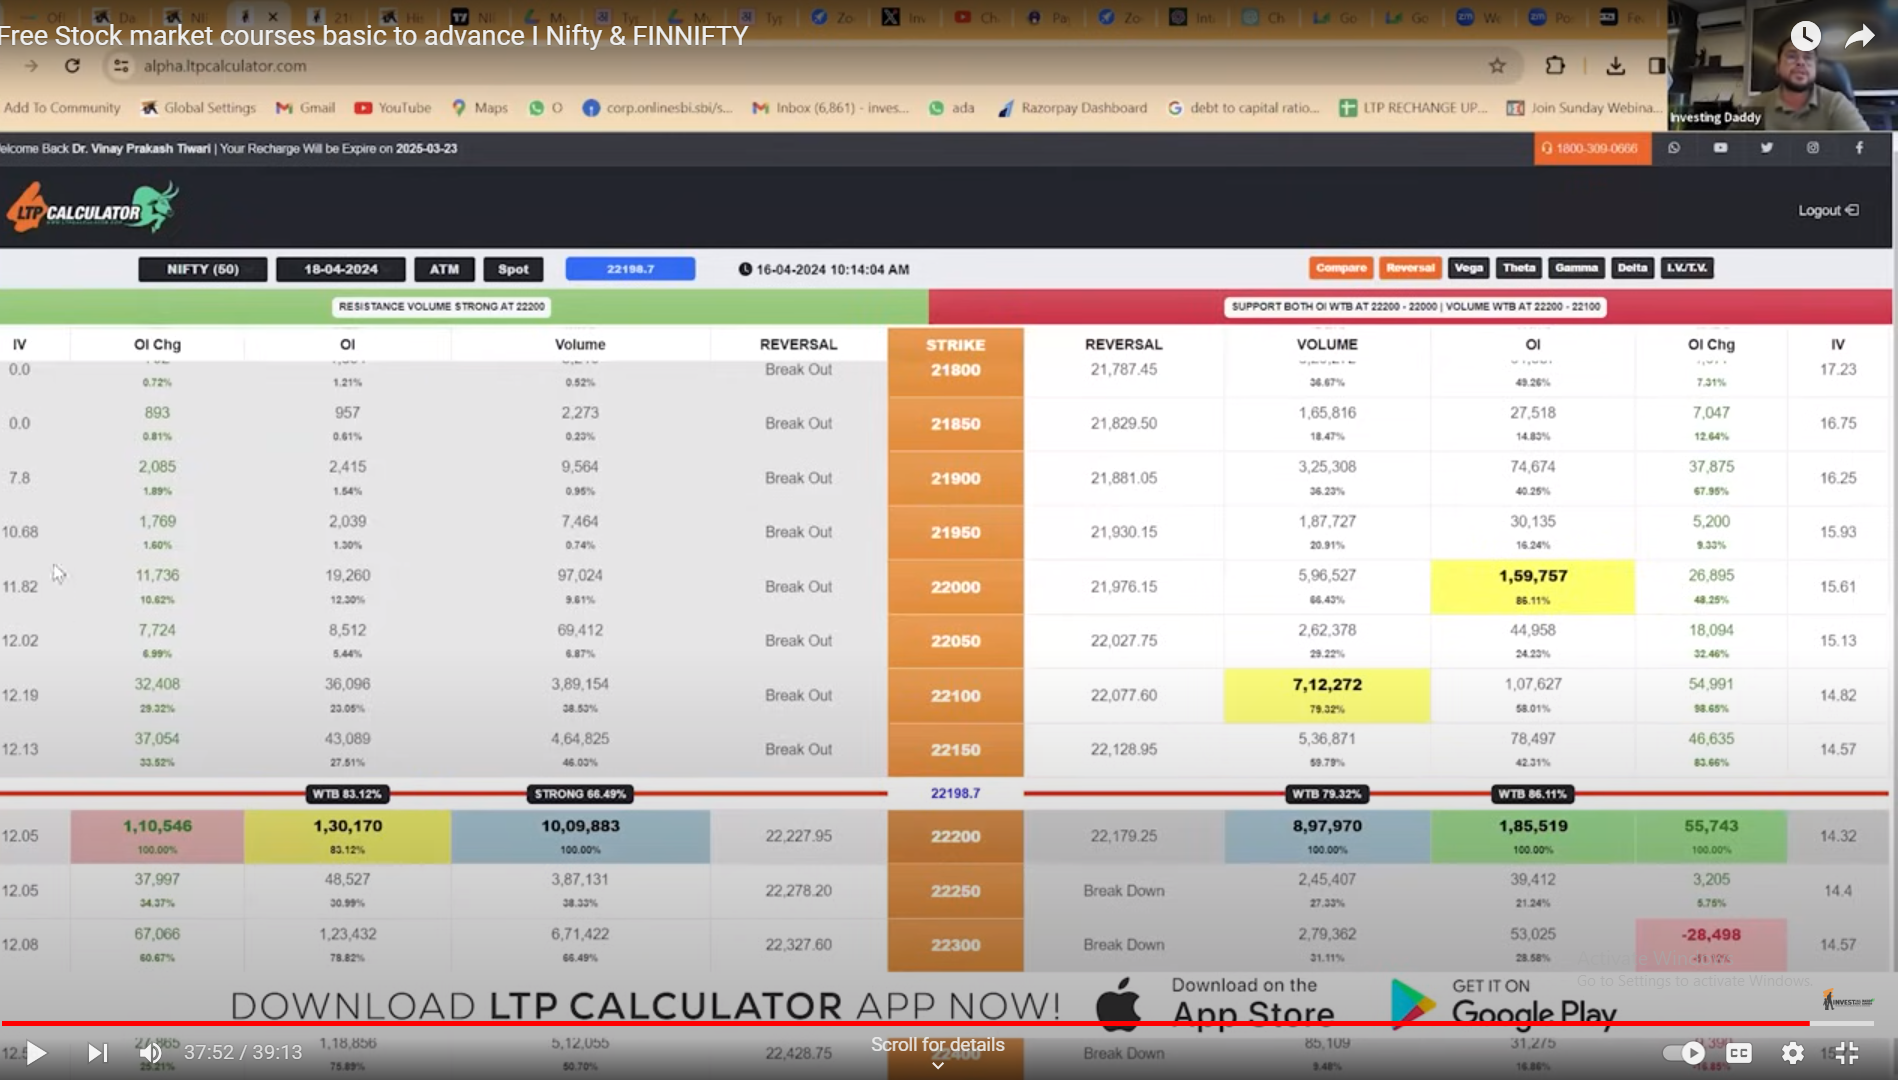 Free Stock market courses basic to advance I Nifty & FINNIFTY
alpha.ltpcalculator.com
Add To Community Global Settings Gmail YouTube Maps O corp.onlinesbi.sbi/s... Inbox (6,861) - inves... ada Razorpay Dashboard debt to capital ratio... LTP RECHANGE UP... Join Sunday Webina...
Investing Daddy
elcome Back Dr. Vinay Prakash Tiwari | Your Recharge Will be Expire on 2025-03-23
1800-309-0666
LTP CALCULATOR
Logout
NIFTY (50) 18-04-2024 ATM Spot 22198.7 16-04-2024 10:14:04 AM Compare Reversal Vega Theta Gamma Delta I.V./T.V.
RESISTANCE VOLUME STRONG AT 22200 SUPPORT BOTH OI WTB AT 22200 - 22000 | VOLUME WTB AT 22200 - 22100
IV OI Chg OI Volume REVERSAL STRIKE REVERSAL VOLUME OI OI Chg IV
0.0 Break Out 21800 21,787.45 17.23
0.72% 1.21% 0.52% 36.67% 49.26% 7.31%
893 957 2,273 1,65,816 27,518 7,047
0.0 Break Out 21850 21,829.50 16.75
0.81% 0.61% 0.23% 18.47% 14.83% 12.64%
2,085 2,415 9,564 3,25,308 74,674 37,875
7.8 Break Out 21900 21,881.05 16.25
1.89% 1.54% 0.95% 36.23% 40.25% 67.95%
1,769 2,039 7,464 1,87,727 30,135 5,200
10.68 Break Out 21950 21,930.15 15.93
1.60% 1.30% 0.74% 20.91% 16.24% 9.33%
11,736 19,260 97,024 5,96,527 1,59,757 26,895
11.82 Break Out 22000 21,976.15 15.61
10.62% 12.30% 9.61% 66.43% 86.11% 48.25%
7,724 8,512 69,412 2,62,378 44,958 18,094
12.02 Break Out 22050 22,027.75 15.13
6.99% 5.44% 6.87% 29.22% 24.23% 32.46%
32,408 36,096 3,89,154 7,12,272 1,07,627 54,991
12.19 Break Out 22100 22,077.60 14.82
29.32% 23.05% 38.53% 79.32% 58.01% 98.65%
37,054 43,089 4,64,825 5,36,871 78,497 46,635
12.13 Break Out 22150 22,128.95 14.57
33.52% 27.51% 46.03% 59.79% 42.31% 83.66%
WTB 83.12% STRONG 66.49% 22198.7 WTB 79.32% WTB 86.11%
1,10,546 1,30,170 10,09,883 8,97,970 1,85,519 55,743
12.05 22,227.95 22200 22,179.25 14.32
100.00% 83.12% 100.00% 100.00% 100.00% 100.00%
37,997 48,527 3,87,131 2,45,407 39,412 3,205
12.05 22,278.20 22250 Break Down 14.4
34.37% 30.99% 38.33% 27.33% 21.24% 5.75%
67,066 1,23,432 6,71,422 2,79,362 53,025 -28,498
12.08 22,327.60 22300 Break Down 14.57
60.67% 78.82% 66.49% 31.11% 28.58%
Go to Settings to activate Windows.
DOWNLOAD LTP CALCULATOR APP NOW! Download on the App Store GET IT ON Google Play
37:52 / 39:13 1,18,856 5,12,055 Scroll for details 85,109 31,275
22,428.75 22400 Break Down
75.89% 50.70% 9.48% 16.86%
CC